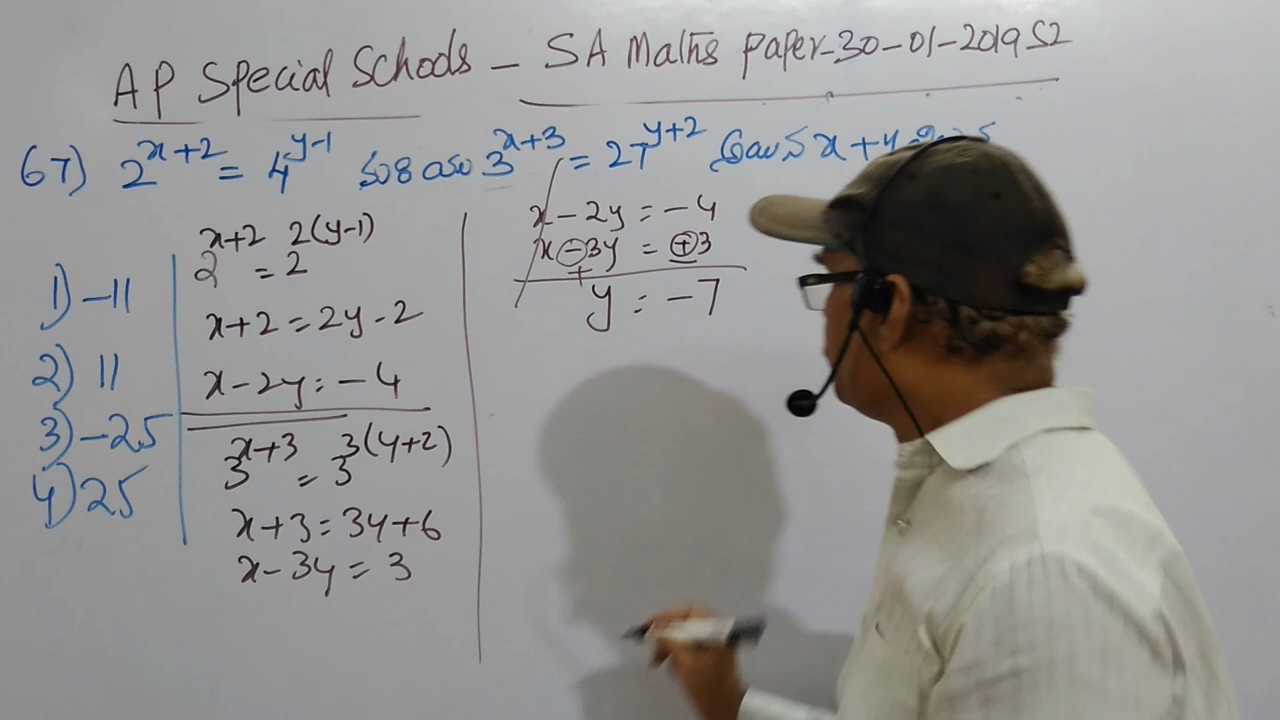 AP Special Schools – SA Maths paper-30-01-2019 S2
67) 2^{x+2} = 4^{y-1} మరియు 3^{x+3} = 27^{y+2} అయిన x+y
1) -11
2) 11
3) -25
4) 25
2^{x+2} = 2^{2(y-1)}
x+2 = 2y-2
x-2y = -4
3^{x+3} = 3^{3(y+2)}
x+3 = 3y+6
x-3y = 3
x-2y = -4
x-3y = +3
+
y = -7